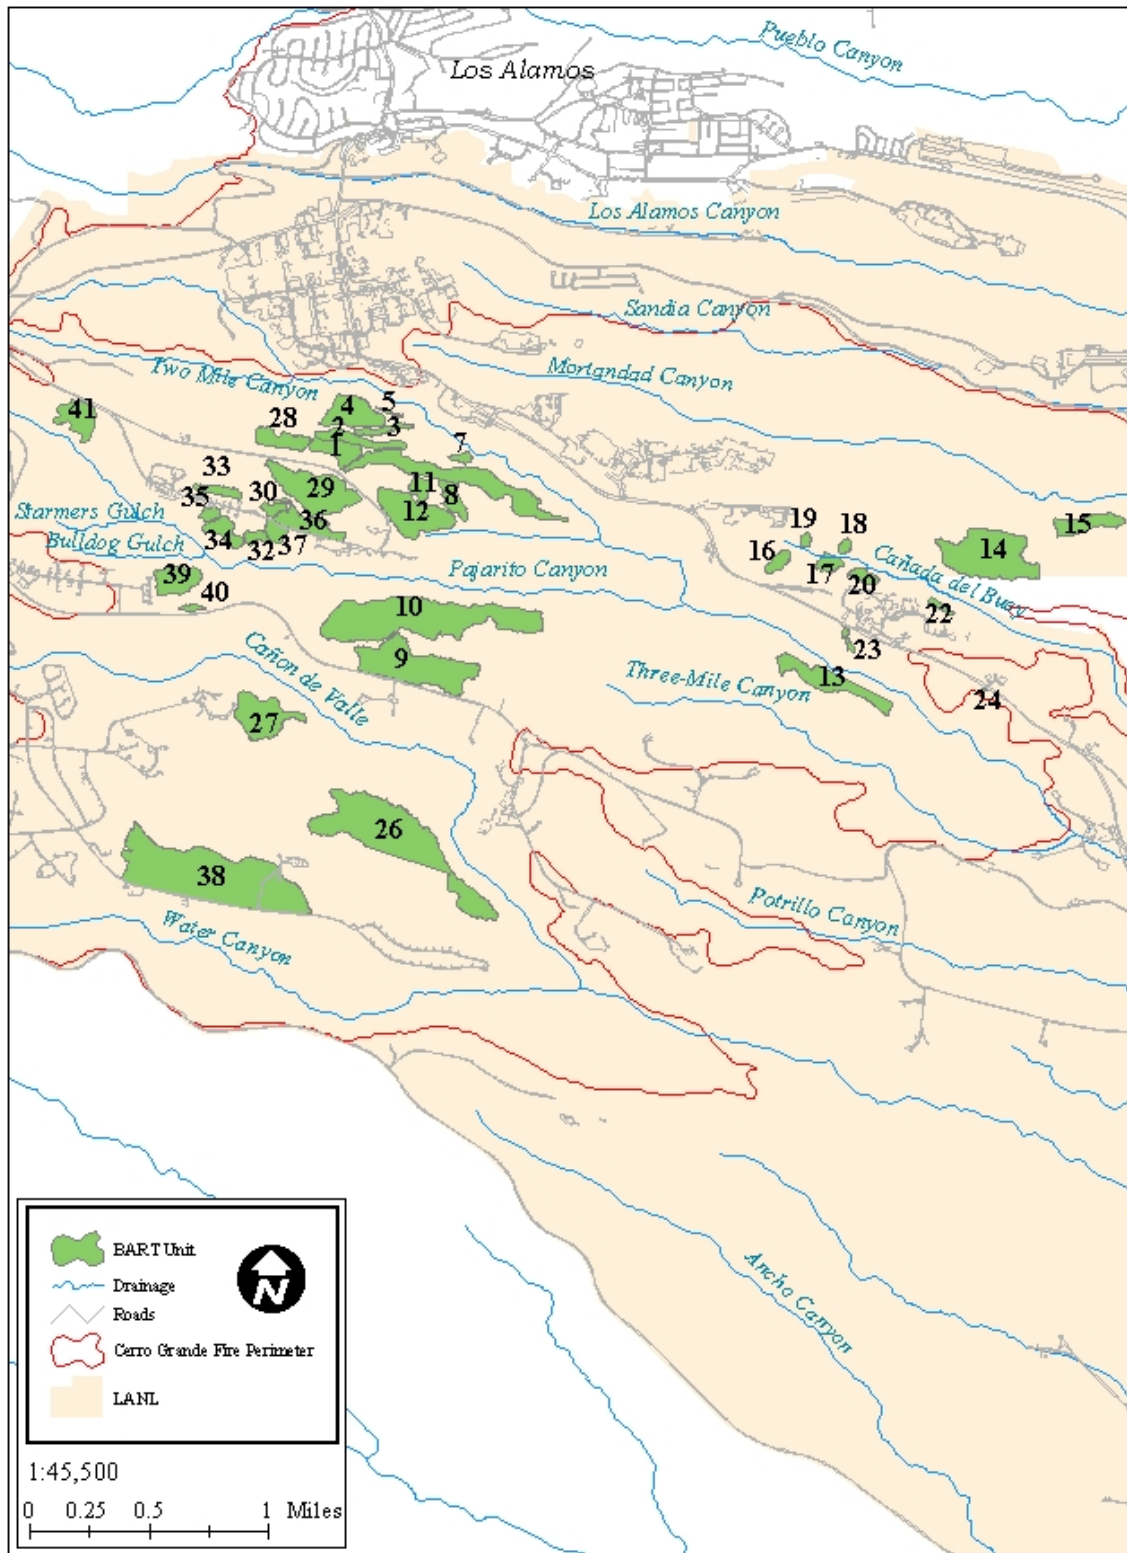 Pueblo Canyon
Los Alamos
Los Alamos Canyon
Sandia Canyon
Two Mile Canyon
Mortandad Canyon
41
28
4
5
2
3
1
7
33
30
29
11
8
12
35
36
34
32
37
Starmers Gulch
Bulldog Gulch
39
40
Pajarito Canyon
19
18
16
17
20
14
15
Cañada del Buey
22
23
10
9
13
24
Three-Mile Canyon
Cañon de Valle
27
26
38
Water Canyon
Potrillo Canyon
Ancho Canyon
BART Unit
Drainage
Roads
Cerro Grande Fire Perimeter
LANL
N
1:45,500
0 0.25 0.5 1 Miles